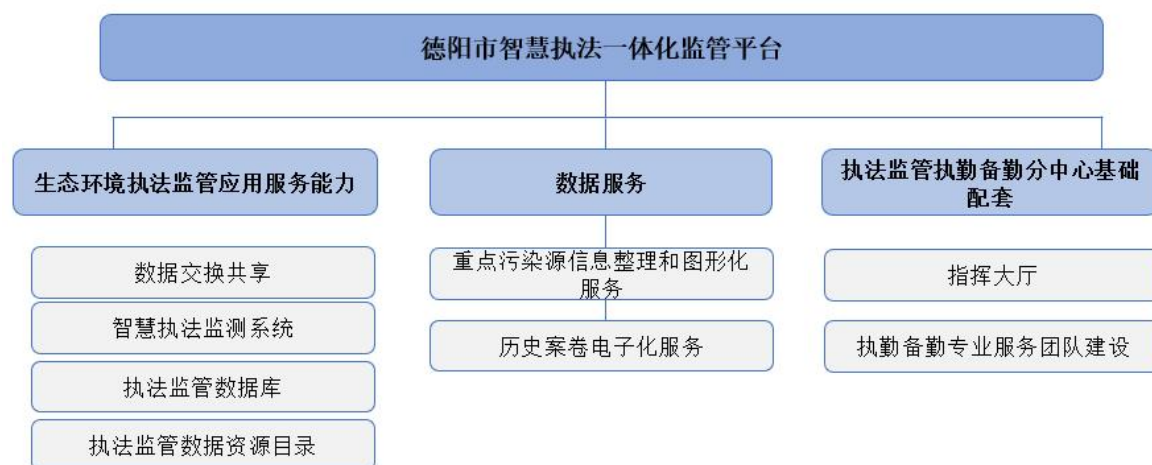 德阳市智慧执法一体化监管平台
生态环境执法监管应用服务能力
数据交换共享
智慧执法监测系统
执法监管数据库
执法监管数据资源目录
数据服务
重点污染源信息整理和图形化
服务
历史案卷电子化服务
执法监管执勤备勤分中心基础
配套
指挥大厅
执勤备勤专业服务团队建设